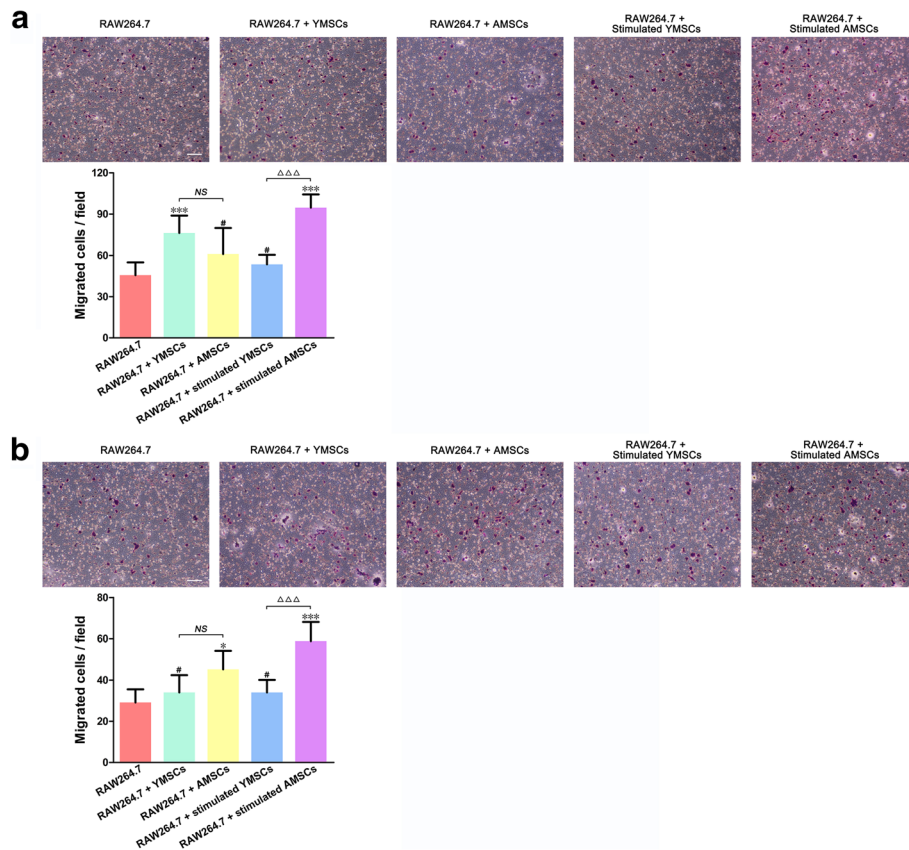 a
RAW264.7
RAW264.7 + YMSCs
RAW264.7 + AMSCs
RAW264.7 +
Stimulated YMSCs
RAW264.7 +
Stimulated AMSCs
Migrated cells / field
120
90
60
30
0
***
NS
#
#
△△△
***
RAW264.7
RAW264.7 + YMSCs
RAW264.7 + AMSCs
RAW264.7 + stimulated YMSCs
RAW264.7 + stimulated AMSCs
b
RAW264.7
RAW264.7 + YMSCs
RAW264.7 + AMSCs
RAW264.7 +
Stimulated YMSCs
RAW264.7 +
Stimulated AMSCs
Migrated cells / field
80
60
40
20
0
#
NS
*
#
△△△
***
RAW264.7
RAW264.7 + YMSCs
RAW264.7 + AMSCs
RAW264.7 + stimulated YMSCs
RAW264.7 + stimulated AMSCs